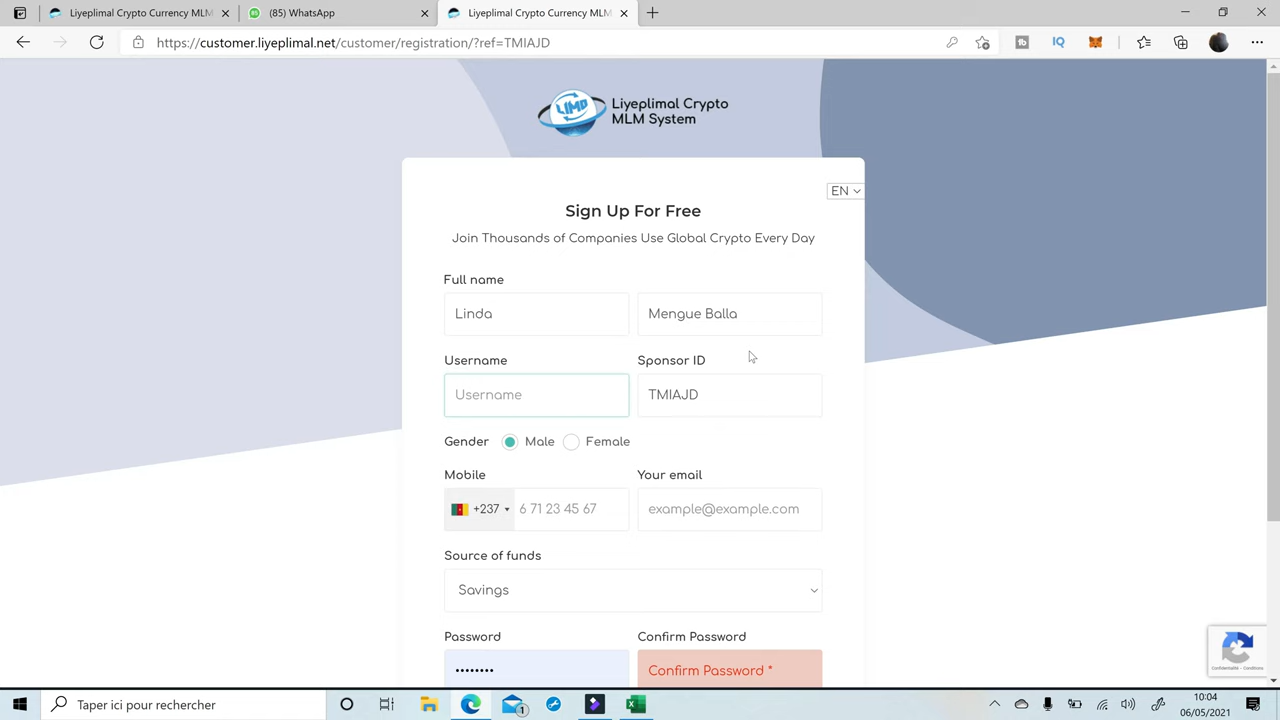 Liyeplimal Crypto Currency MLM
(85) WhatsApp
Liyeplimal Crypto Currency MLM
https://customer.liyeplimal.net/customer/registration/?ref=TMIAJD
IQ
LIMO
Liyeplimal Crypto
MLM System
EN
Sign Up For Free
Join Thousands of Companies Use Global Crypto Every Day
Full name
Linda
Mengue Balla
Username
Sponsor ID
Username
TMIAJD
Gender
Male
Female
Mobile
Your email
+237
6 71 23 45 67
example@example.com
Source of funds
Savings
Password
Confirm Password
Confirm Password *
Confidentialité - Conditions
Taper ici pour rechercher
1
10:04
06/05/2021